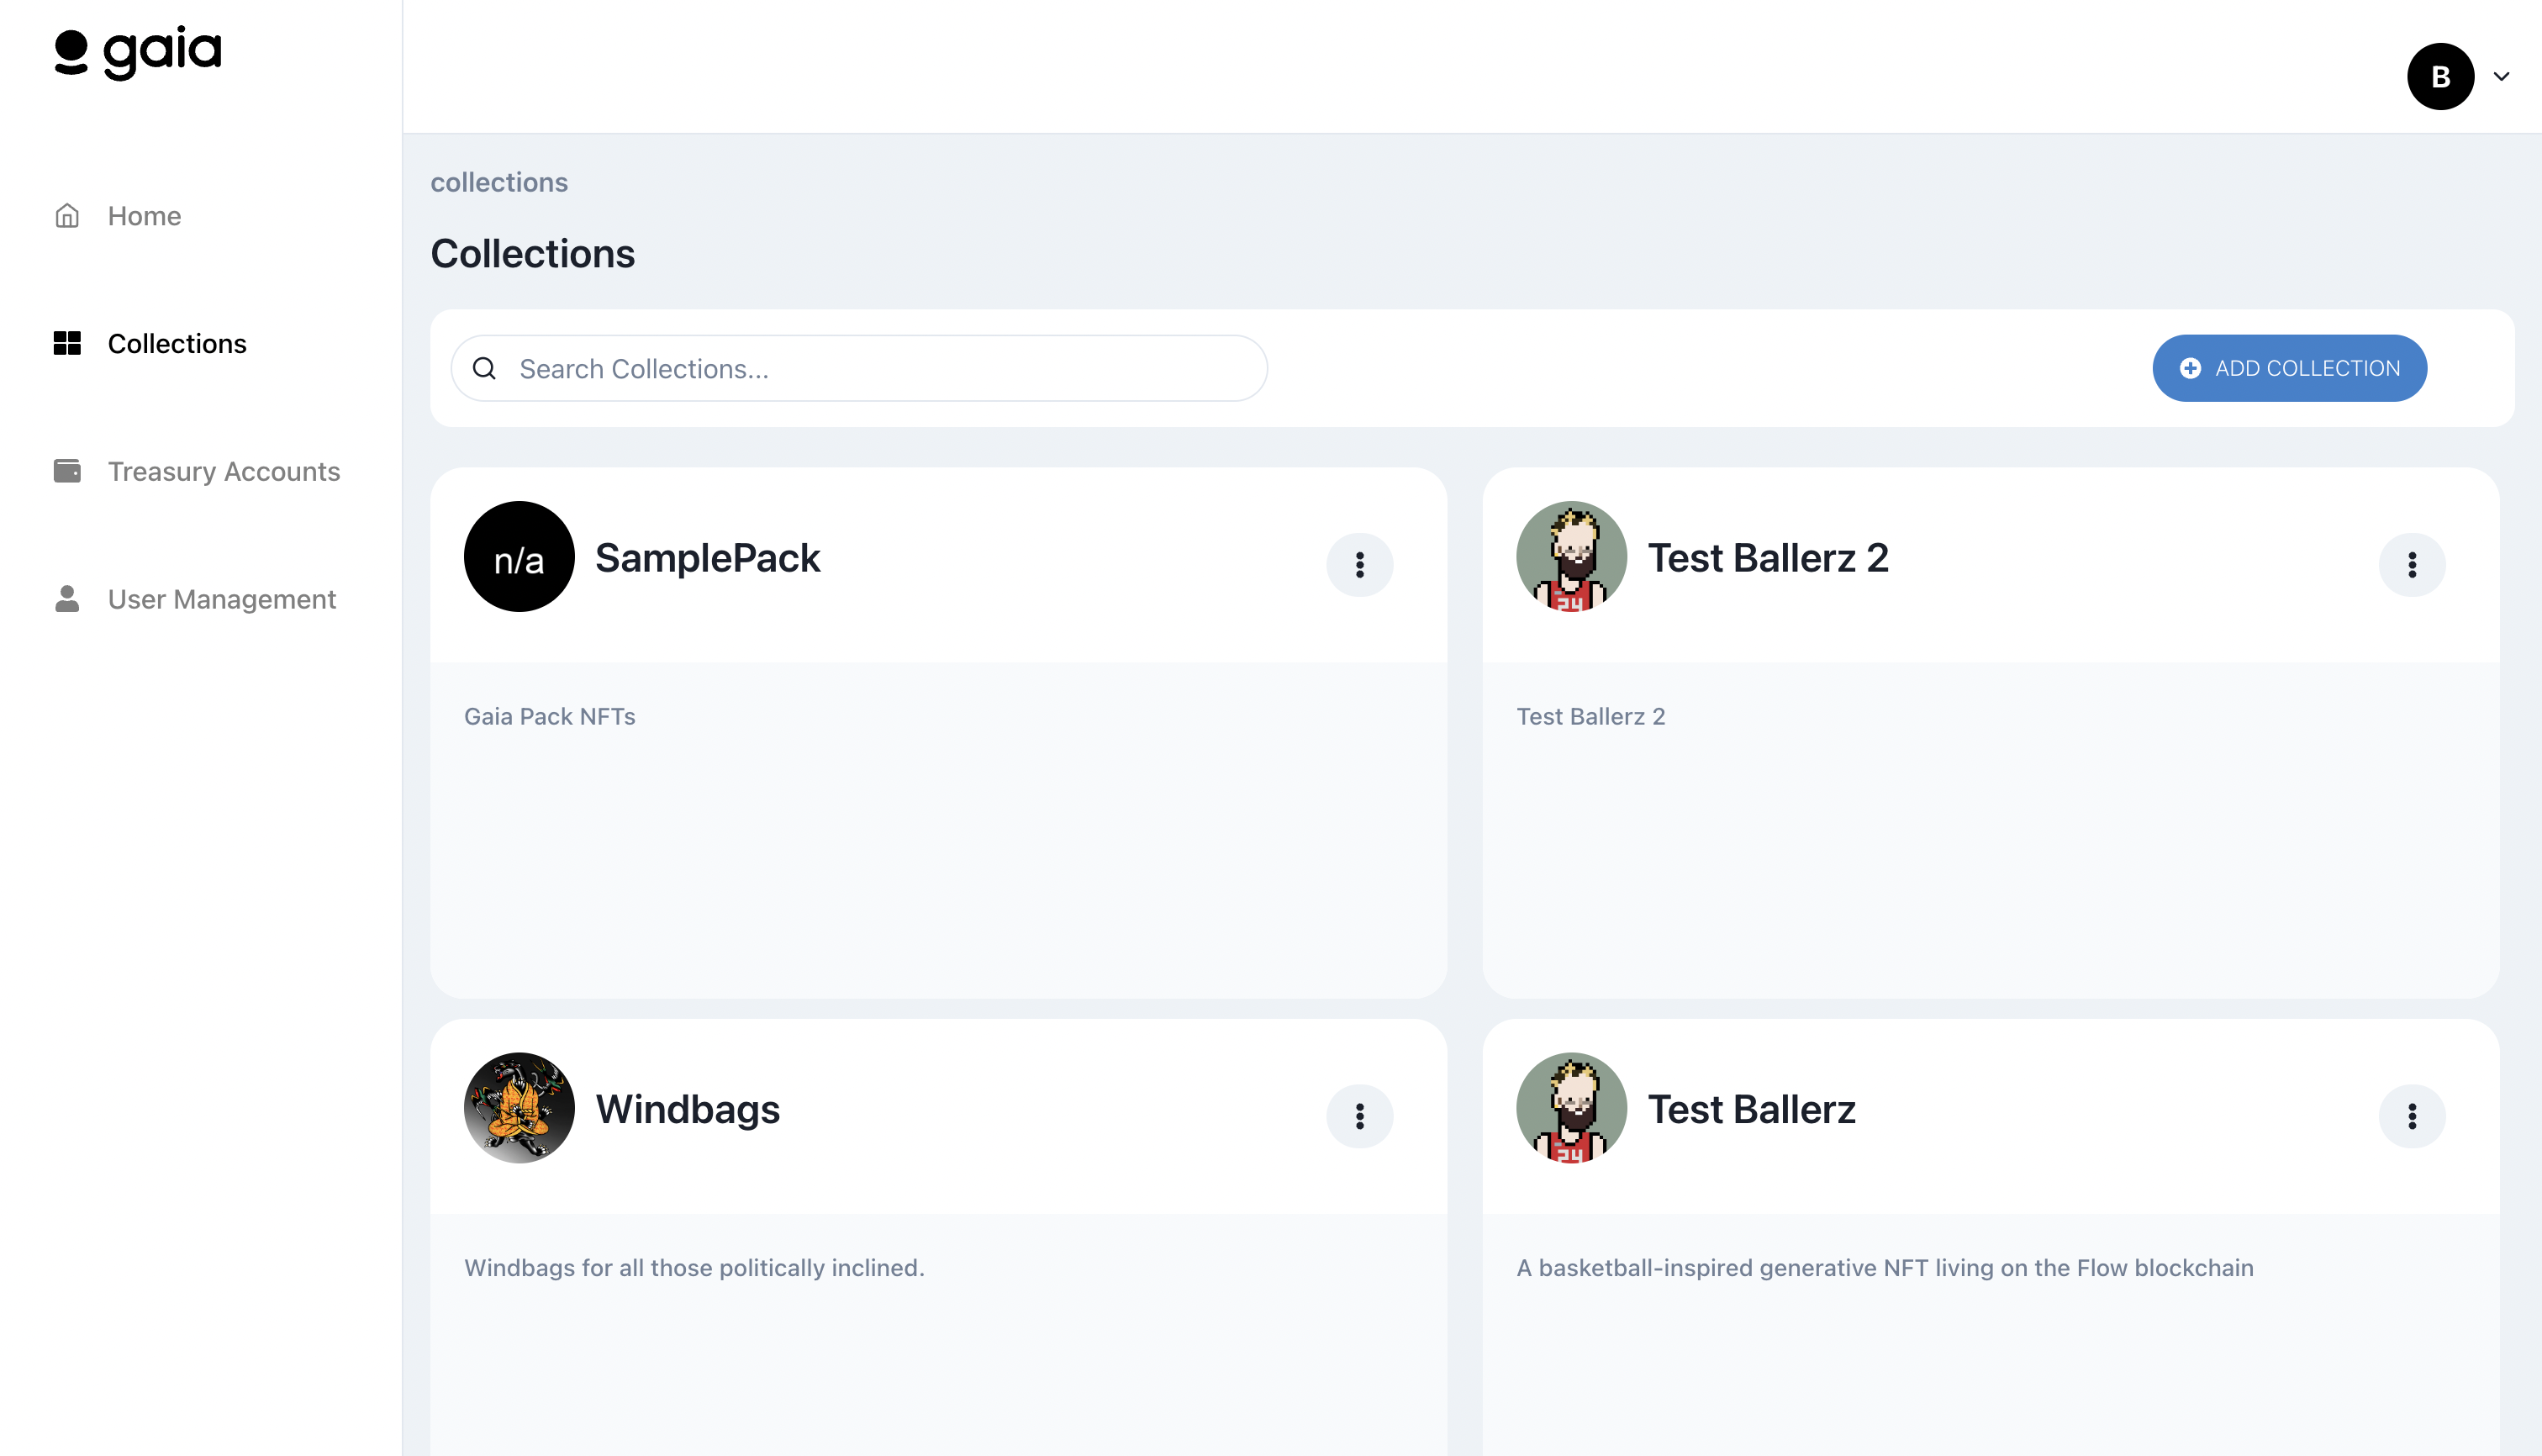 gaia
B
Home
Collections
Treasury Accounts
User Management
collections
Collections
Search Collections...
ADD COLLECTION
n/a
SamplePack
Gaia Pack NFTs
24
Test Ballerz 2
Test Ballerz 2
Windbags
Windbags for all those politically inclined.
24
Test Ballerz
A basketball-inspired generative NFT living on the Flow blockchain